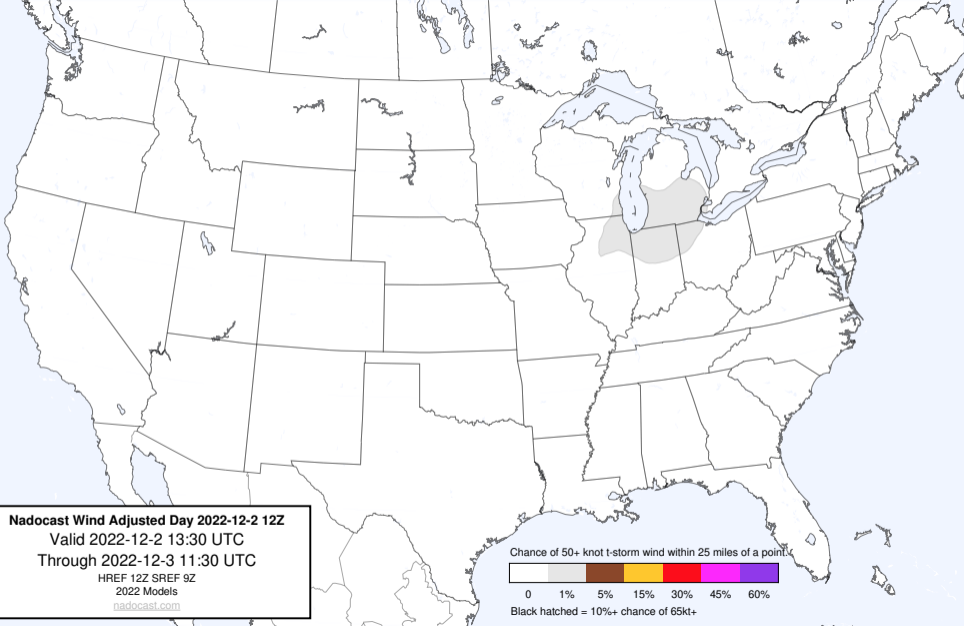 Nadocast Wind Adjusted Day 2022-12-2 12Z
Valid 2022-12-2 13:30 UTC
Through 2022-12-3 11:30 UTC
HREF 12Z SREF 9Z
2022 Models
nadocast.com
Chance of 50+ knot t-storm wind within 25 miles of a point.
0 1% 5% 15% 30% 45% 60%
Black hatched = 10%+ chance of 65kt+